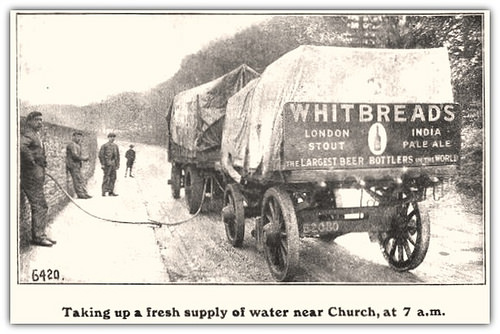 WHITBREAD'S
LONDON STOUT
INDIA PALE ALE
THE LARGEST BEER BOTTLERS IN THE WORLD
6420.
Taking up a fresh supply of water near Church, at 7 a.m.